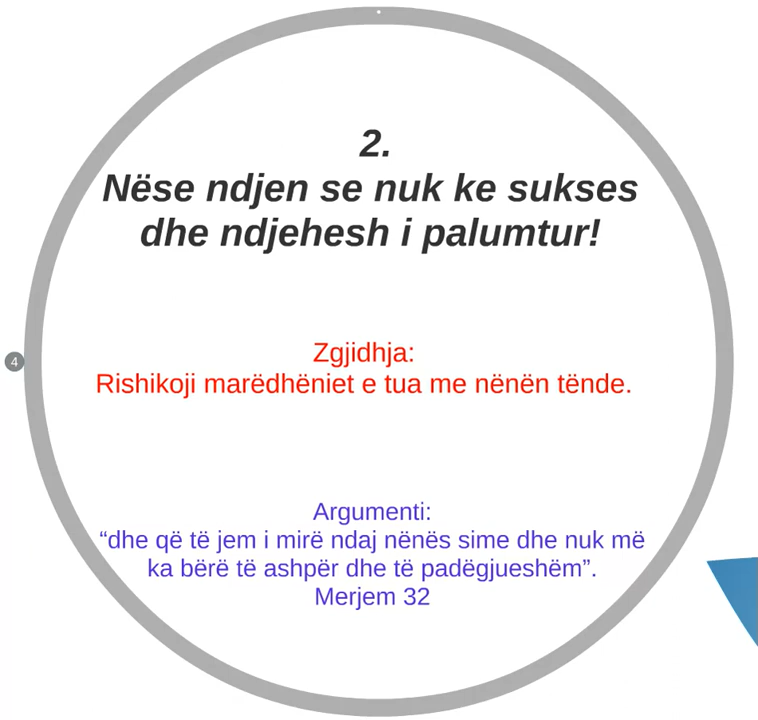 2.
Nëse ndjen se nuk ke sukses
dhe ndjehesh i palumtur!
4
Zgjidhja:
Rishikoji marëdhëniet e tua me nënën tënde.
Argumenti:
“dhe që të jem i mirë ndaj nënës sime dhe nuk më
ka bërë të ashpër dhe të padëgjueshëm”.
Merjem 32